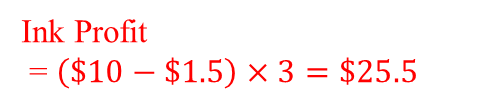 Ink Profit
= ($10 – $1.5) × 3 = $25.5